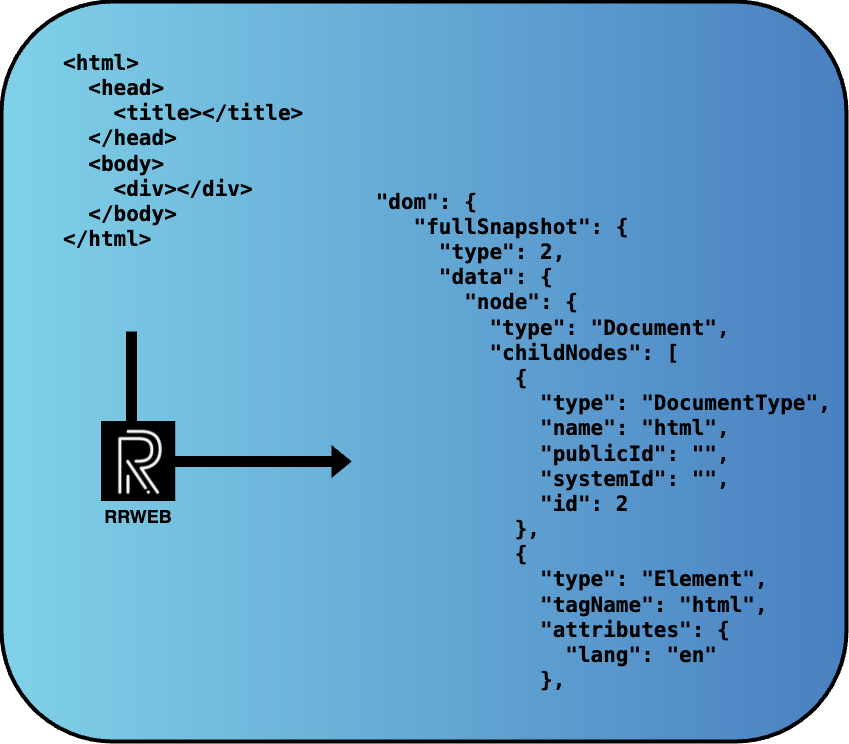 <html>
  <head>
    <title></title>
  </head>
  <body>
    <div></div>
  </body>
</html>
RRWEB
"dom": {
   "fullSnapshot": {
     "type": 2,
     "data": {
       "node": {
         "type": "Document",
         "childNodes": [
           {
             "type": "DocumentType",
             "name": "html",
             "publicId": "",
             "systemId": "",
             "id": 2
           },
           {
             "type": "Element",
             "tagName": "html",
             "attributes": {
               "lang": "en"
             },